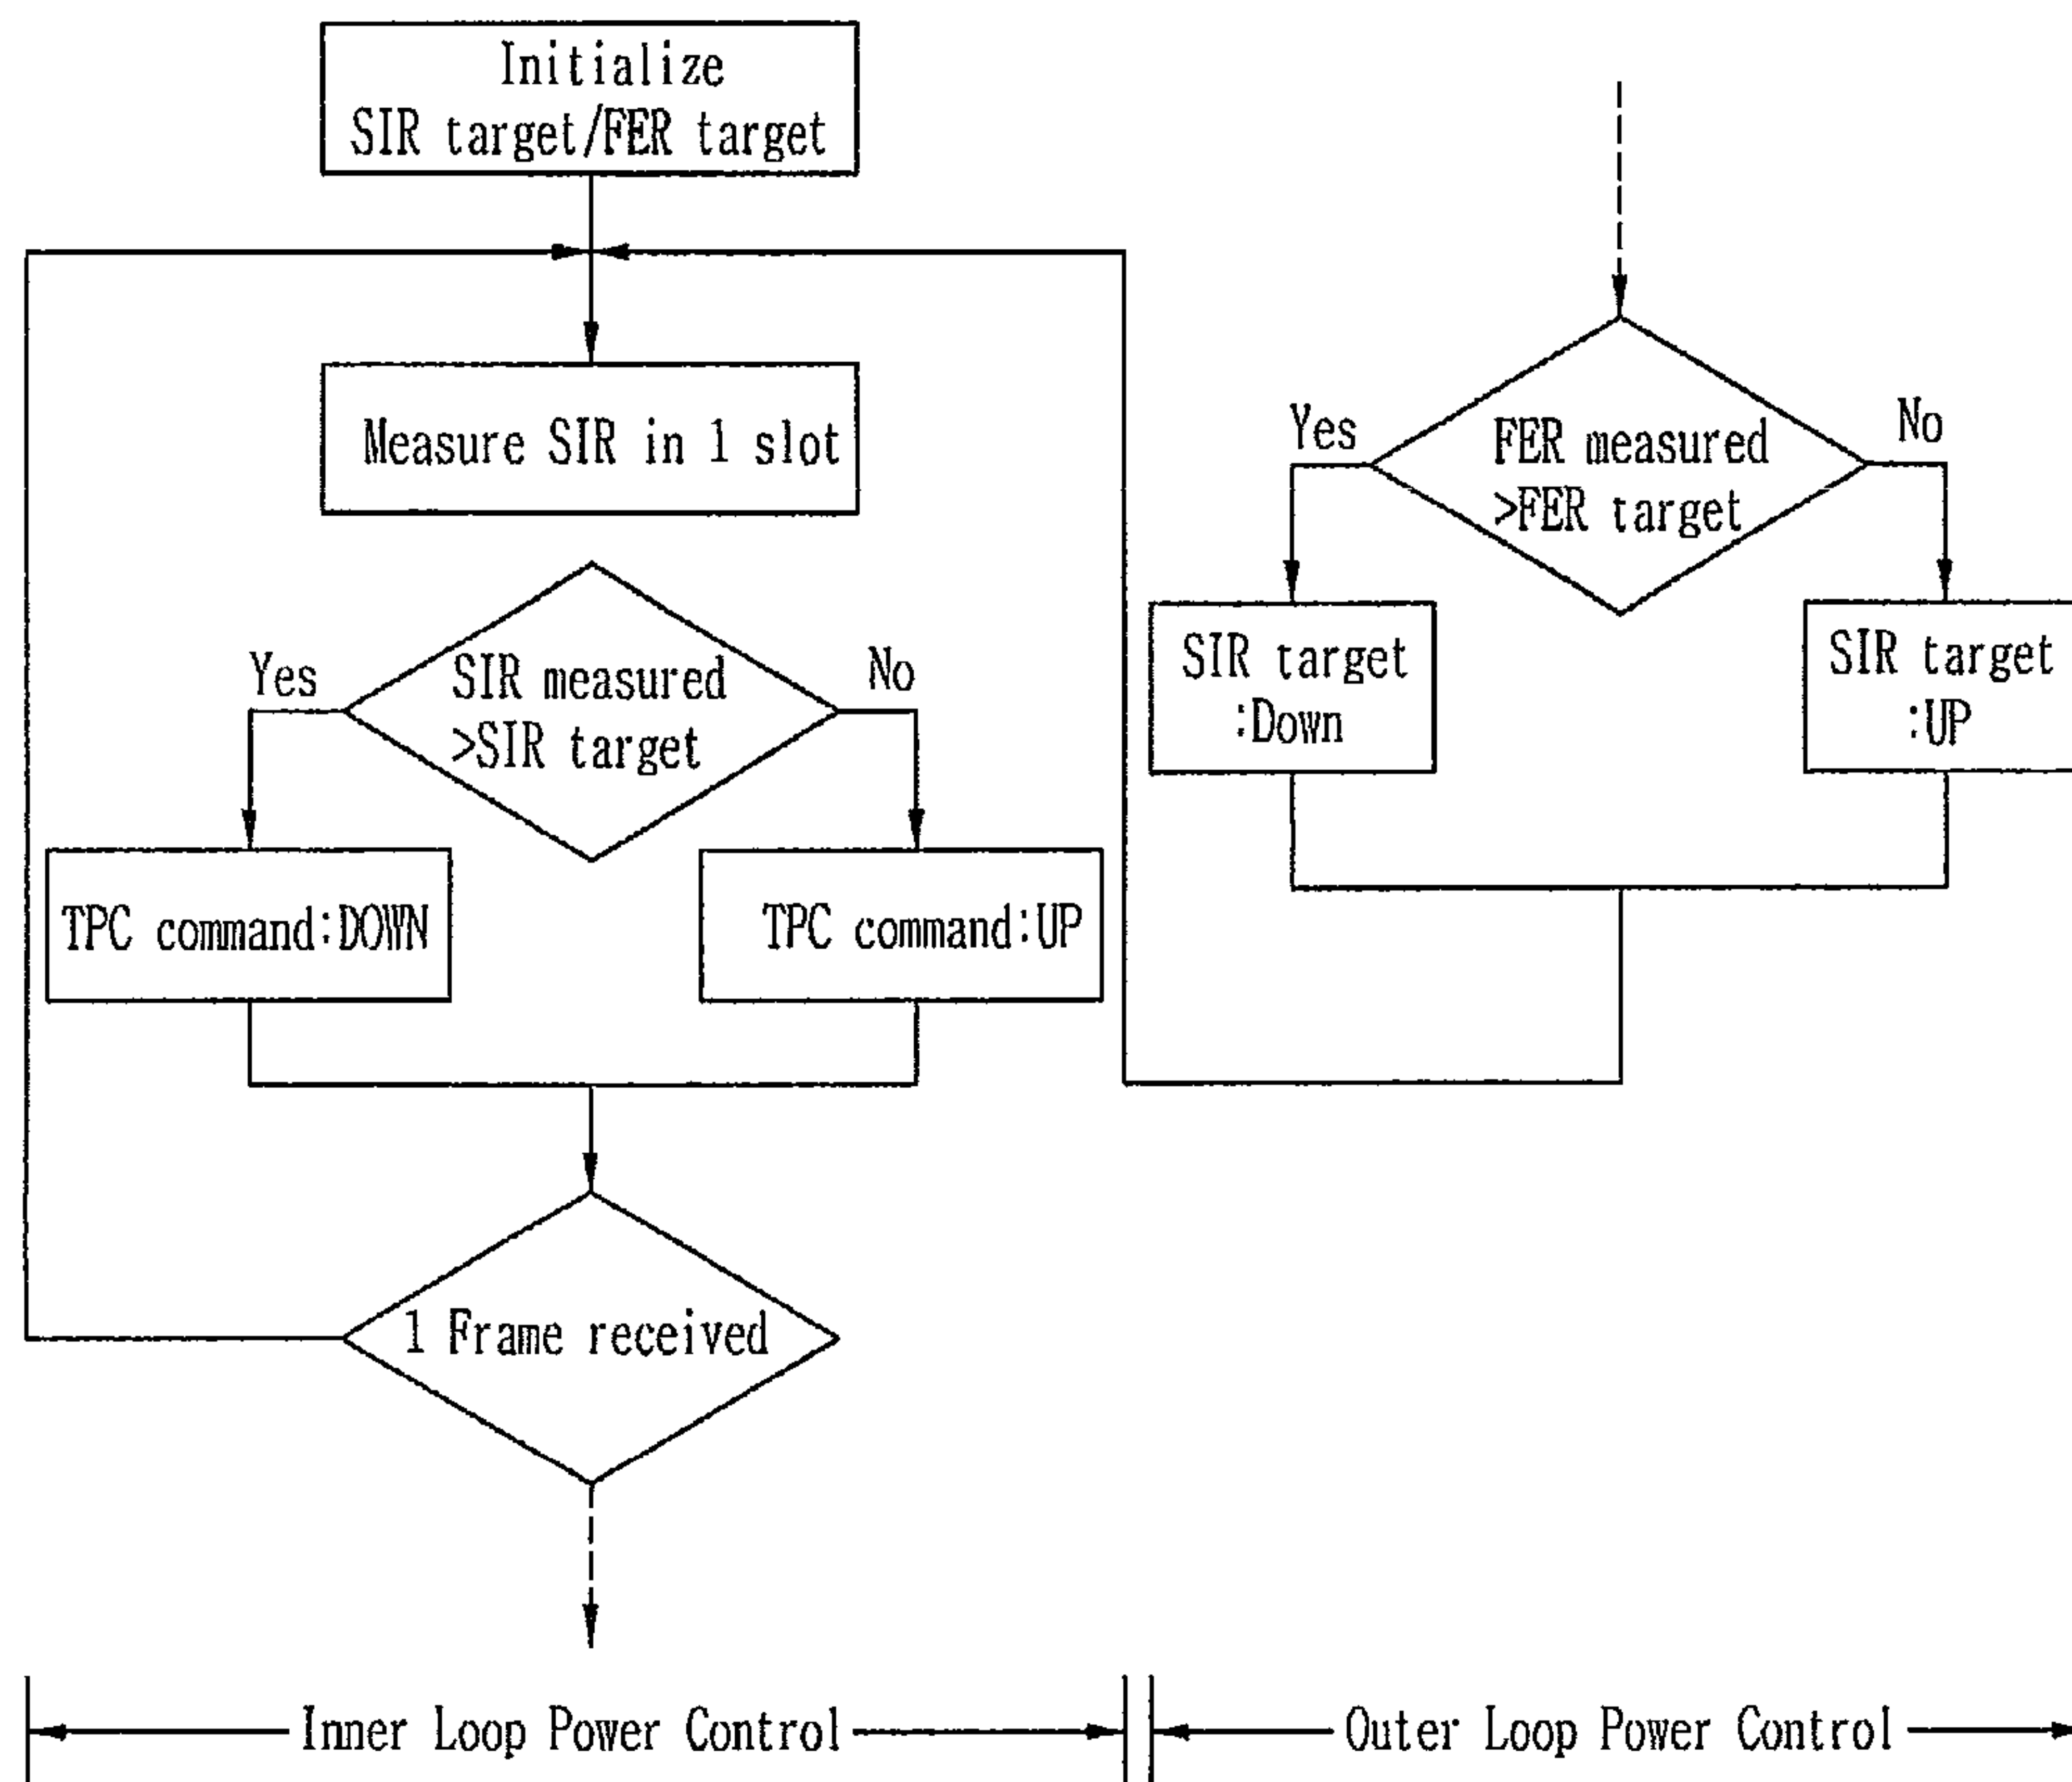 Initialize
SIR target/FER target
Measure SIR in 1 slot
Yes
SIR measured
>SIR target
No
TPC command:DOWN
TPC command:UP
1 Frame received
Yes
FER measured
>FER target
No
SIR target
:Down
SIR target
:UP
Inner Loop Power Control
Outer Loop Power Control